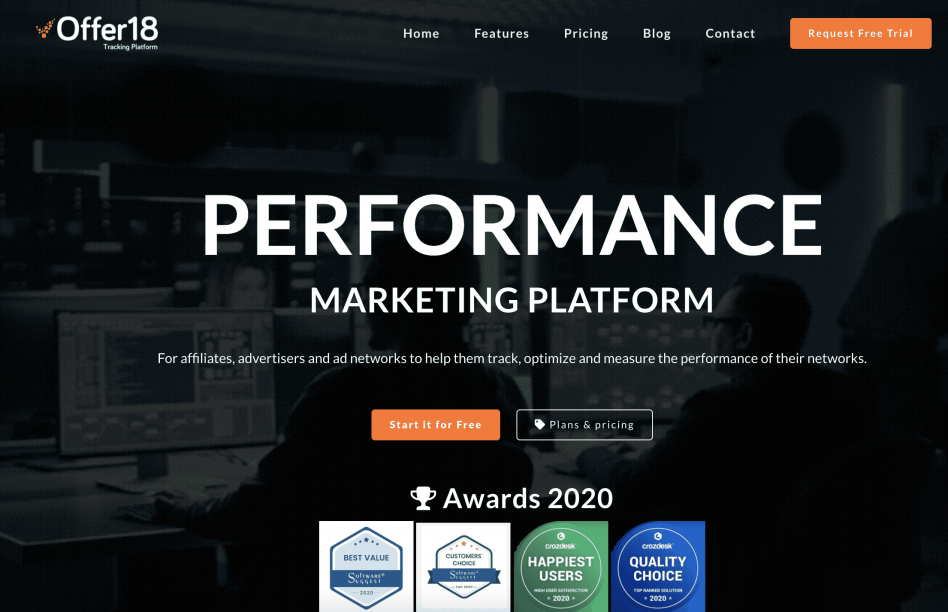 Offer18
Tracking Platform
Home
Features
Pricing
Blog
Contact
Request Free Trial
PERFORMANCE
MARKETING PLATFORM
For affiliates, advertisers and ad networks to help them track, optimize and measure the performance of their networks.
Start it for Free
Plans & pricing
Awards 2020
BEST VALUE
Software Suggest
2020
CUSTOMERS'
CHOICE
Software Suggest
FALL 2020
crozdesk
HAPPIEST
USERS
HIGH USER SATISFACTION
2020
crozdesk
QUALITY
CHOICE
TOP RANKED SOLUTION
2020